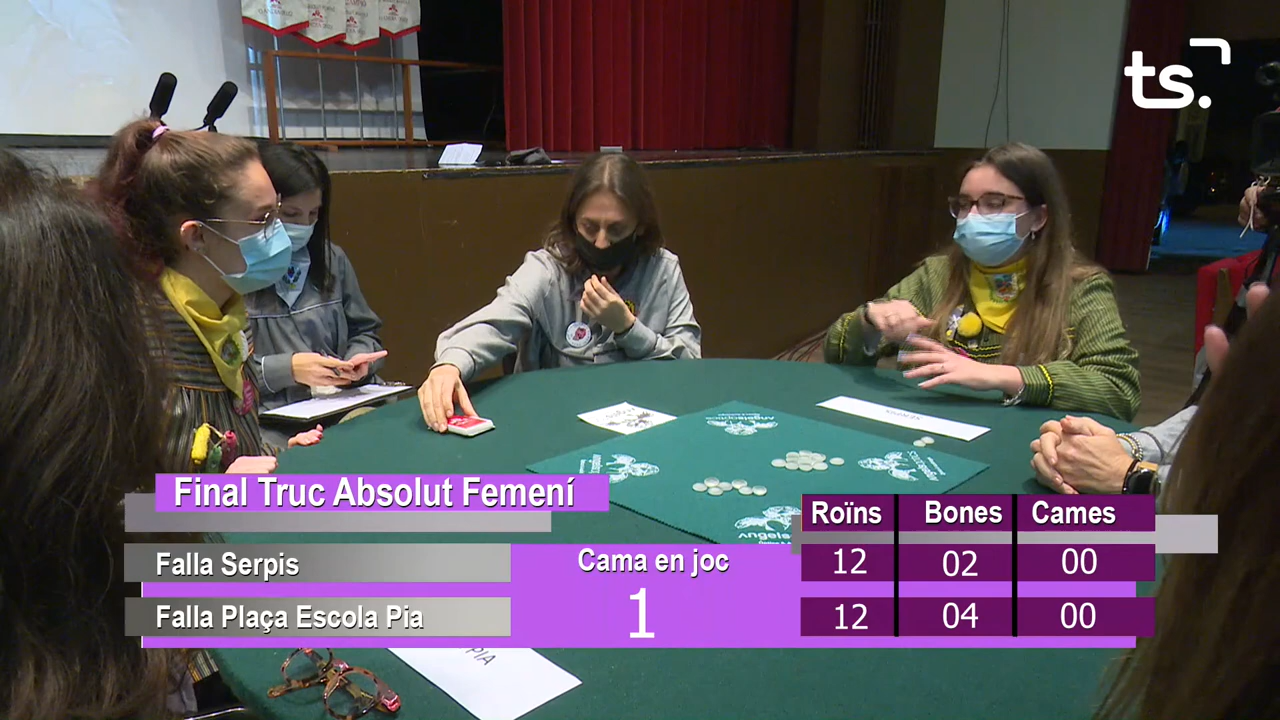 ts.
Final Truc Absolut Femení
Roïns Bones Cames
Falla Serpis
Cama en joc
12 02 00
1
Falla Plaça Escola Pia
12 04 00
PIA